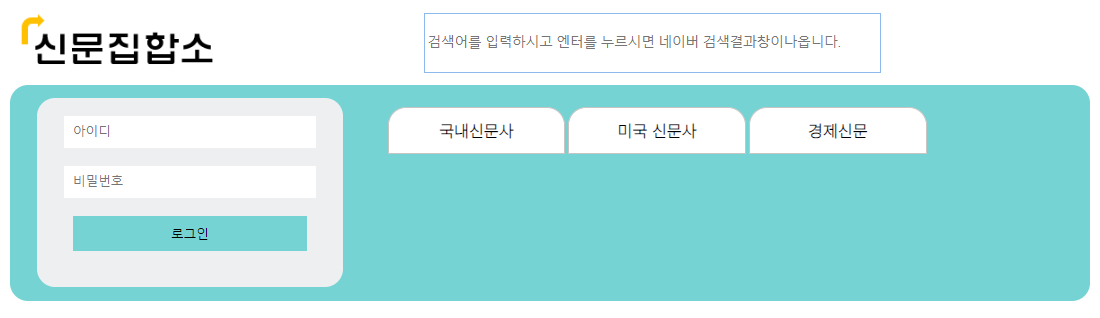 신문집합소
검색어를 입력하시고 엔터를 누르시면 네이버 검색결과창이나옵니다.
아이디
비밀번호
로그인
국내신문사
미국 신문사
경제신문